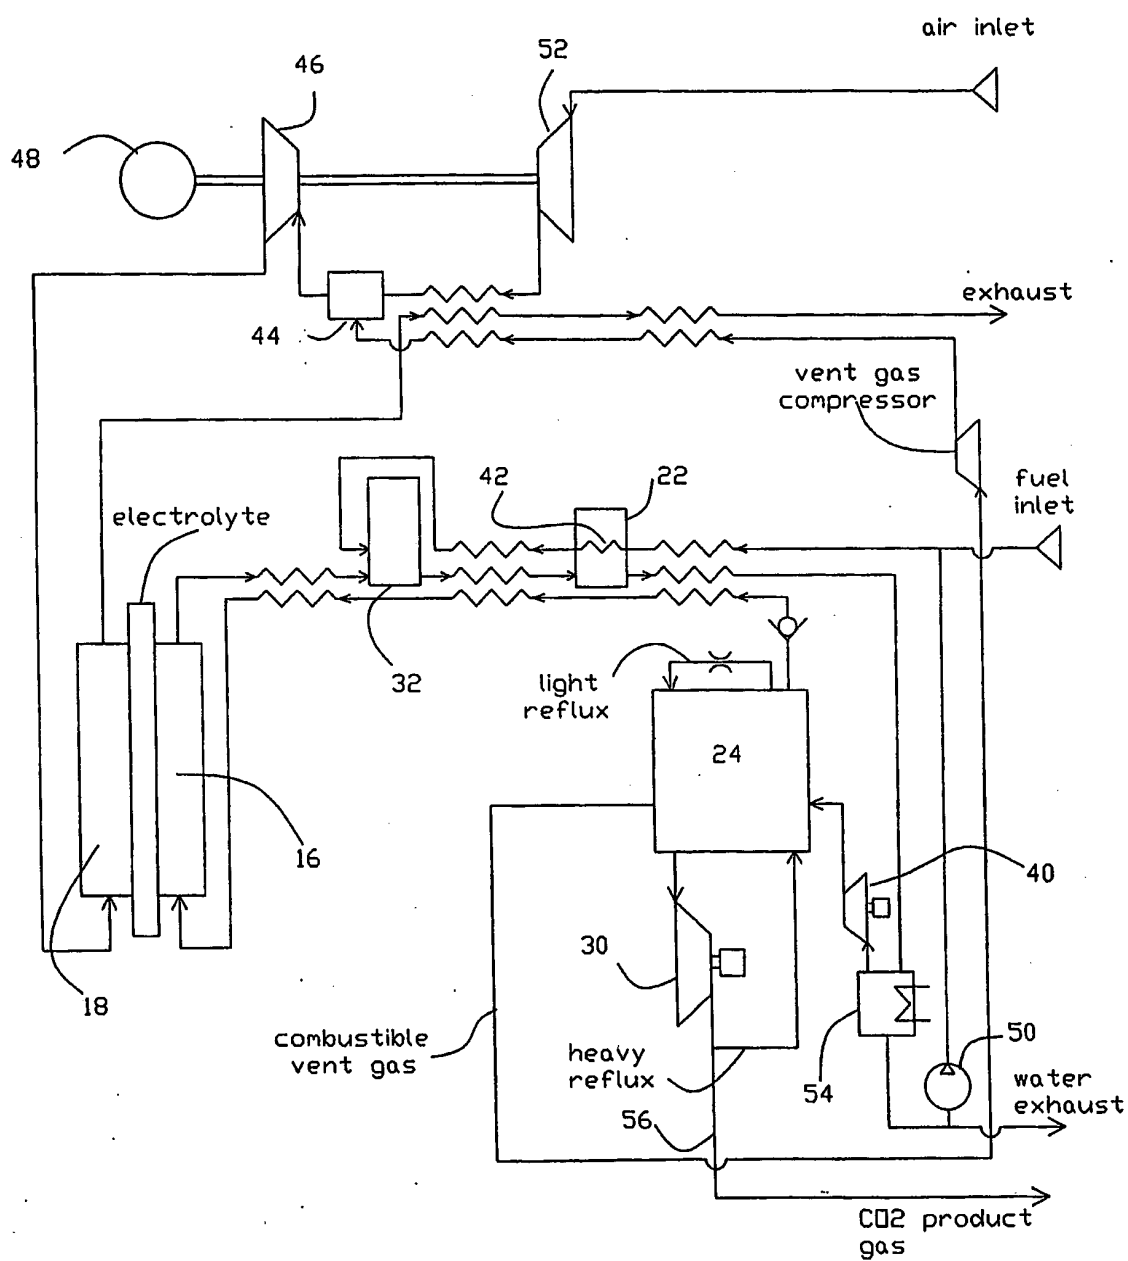 air inlet
52
46
48
exhaust
44
vent gas
compressor
42
22
fuel
inlet
electrolyte
32
light
reflux
24
16
40
30
18
combustible
vent gas
heavy
reflux
54
50
water
exhaust
56
CO2 product
gas